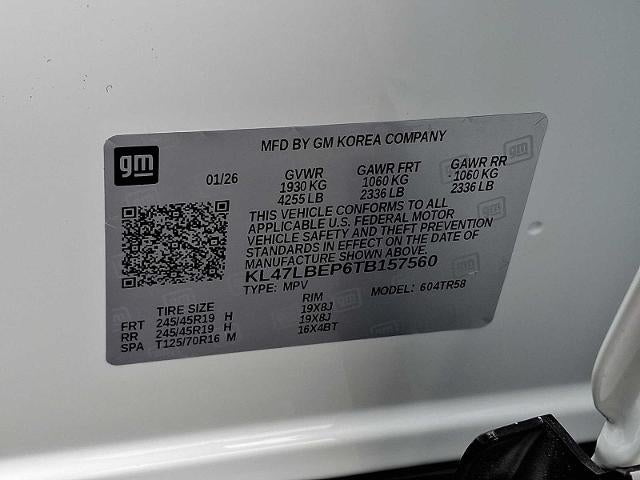 gm
MFD BY GM KOREA COMPANY
01/26
GVWR
1930 KG
4255 LB
GAWR FRT
1060 KG
2336 LB
GAWR RR
1060 KG
2336 LB
THIS VEHICLE CONFORMS TO ALL
APPLICABLE U.S. FEDERAL MOTOR
VEHICLE SAFETY AND THEFT PREVENTION
STANDARDS IN EFFECT ON THE DATE OF
MANUFACTURE SHOWN ABOVE.
KL47LBEP6TB157560
TYPE: MPV
MODEL: 604TR58
TIRE SIZE
RIM
FRT 245/45R19 H 19X8J
RR 245/45R19 H 19X8J
SPA T125/70R16 M 16X4BT